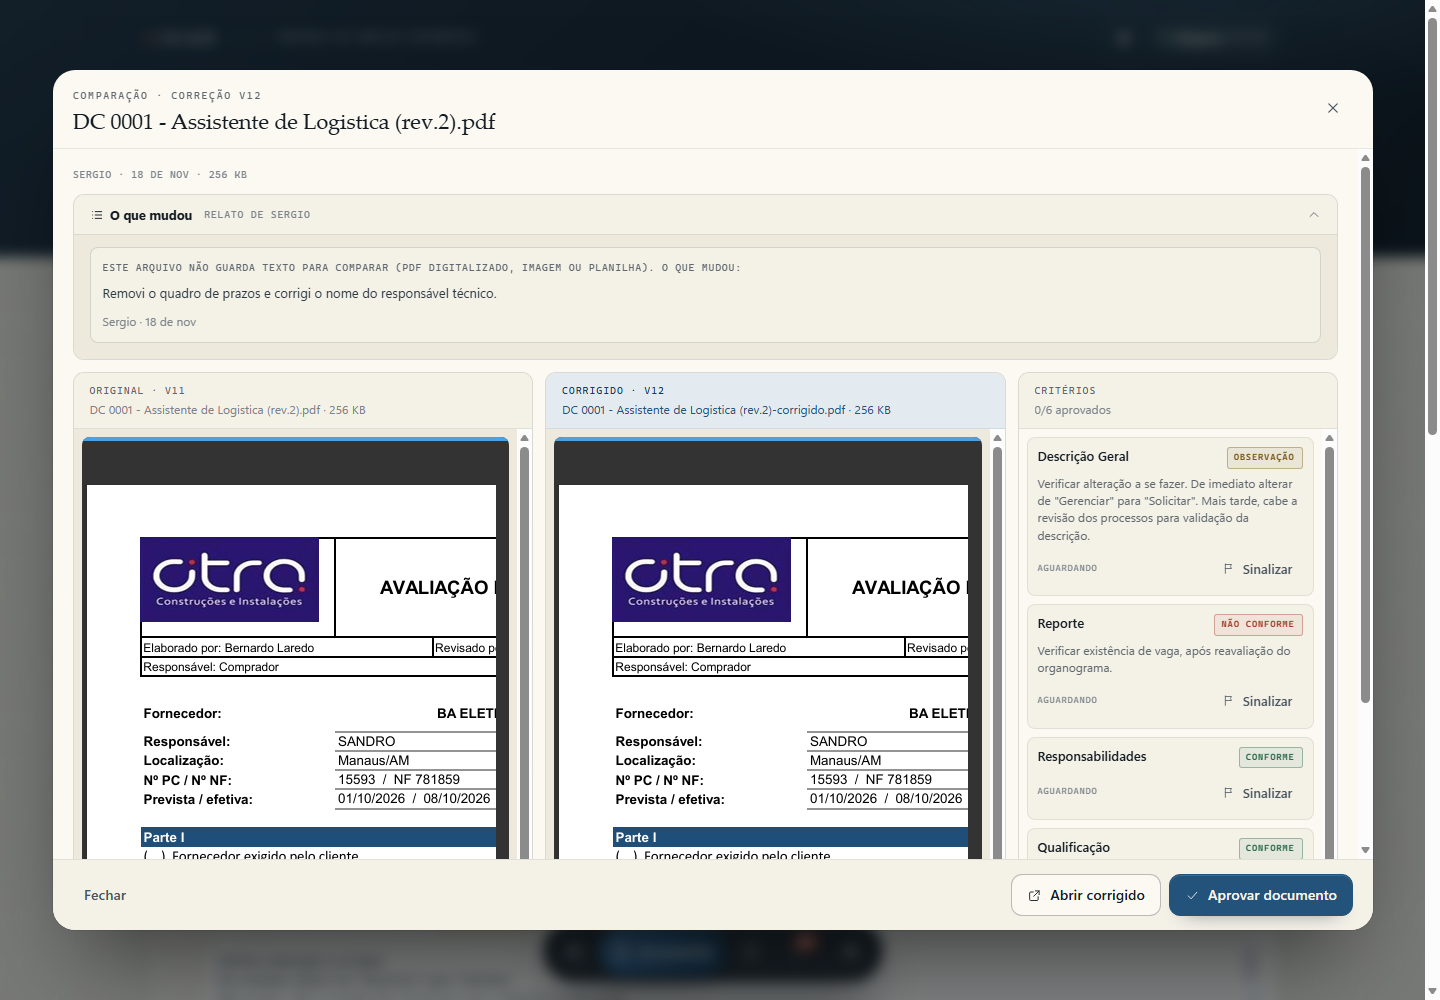 COMPARAÇÃO · CORREÇÃO V12
DC 0001 - Assistente de Logistica (rev.2).pdf
SERGIO · 18 DE NOV · 256 KB
O que mudou RELATO DE SERGIO
ESTE ARQUIVO NÃO GUARDA TEXTO PARA COMPARAR (PDF DIGITALIZADO, IMAGEM OU PLANILHA). O QUE MUDOU:
Removi o quadro de prazos e corrigi o nome do responsável técnico.
Sergio · 18 de nov
ORIGINAL · V11
DC 0001 - Assistente de Logistica (rev.2).pdf · 256 KB
citra
Construções e Instalações
AVALIAÇÃO
Elaborado por: Bernardo Laredo
Revisado
Responsável: Comprador
Fornecedor:
BA
Responsável: SANDRO
Localização: Manaus/AM
Nº PC / Nº NF: 15593 / NF 781859
Prevista / efetiva: 01/10/2026 / 08/10/2026
Parte I
( ) Fornecedor exigido pelo cliente
CORRIGIDO · V12
DC 0001 - Assistente de Logistica (rev.2)-corrigido.pdf · 256 KB
citra
Construções e Instalações
AVALIAÇÃO
Elaborado por: Bernardo Laredo
Revisado
Responsável: Comprador
Fornecedor:
BA
Responsável: SANDRO
Localização: Manaus/AM
Nº PC / Nº NF: 15593 / NF 781859
Prevista / efetiva: 01/10/2026 / 08/10/2026
Parte I
( ) Fornecedor exigido pelo cliente
CRITÉRIOS
0/6 aprovados
Descrição Geral OBSERVAÇÃO
Verificar alteração a se fazer. De imediato alterar
de "Gerenciar" para "Solicitar". Mais tarde, cabe a
revisão dos processos para validação da
descrição.
AGUARDANDO Sinalizar
Reporte NÃO CONFORME
Verificar existência de vaga, após reavaliação do
organograma.
AGUARDANDO Sinalizar
Responsabilidades CONFORME
AGUARDANDO Sinalizar
Qualificação CONFORME
Fechar
Abrir corrigido
Aprovar documento